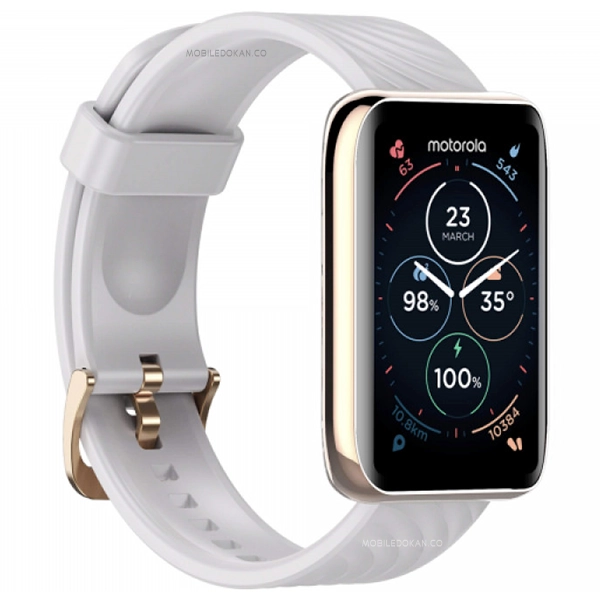 MOBILEDOKAN.CO
motorola
63
543
23
MARCH
98%
35°
100%
10.8km
10384
MOBILEDOKAN.CO